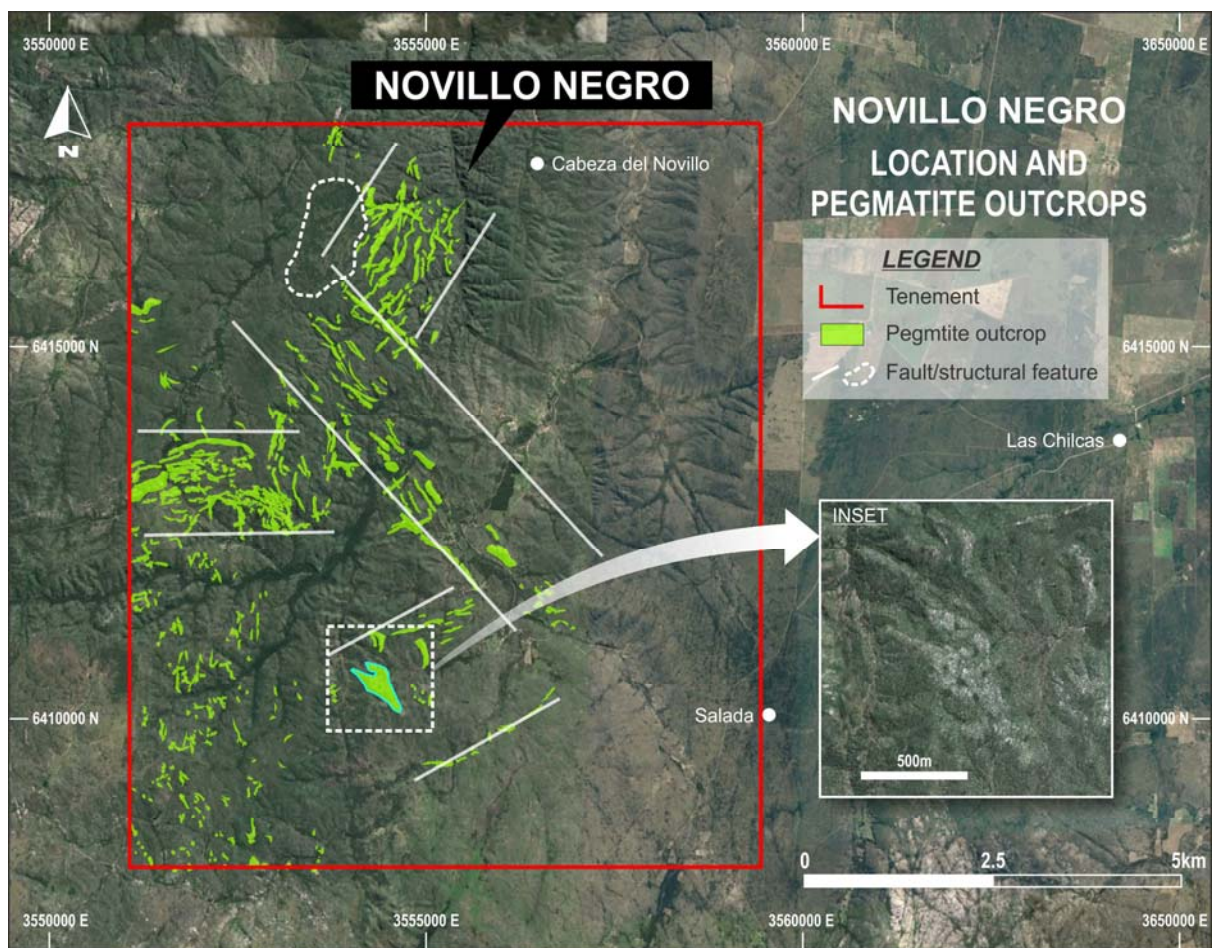 3550000 E
3555000 E
3560000 E
3650000 E
NOVILLO NEGRO
N
Cabeza del Novillo
NOVILLO NEGRO
LOCATION AND
PEGMATITE OUTCROPS
LEGEND
Tenement
Pegmtite outcrop
Fault/structural feature
6415000 N
6415000 N
Las Chilcas
INSET
500m
6410000 N
Salada
6410000 N
0
2.5
5km
3550000 E
3555000 E
3560000 E
3650000 E